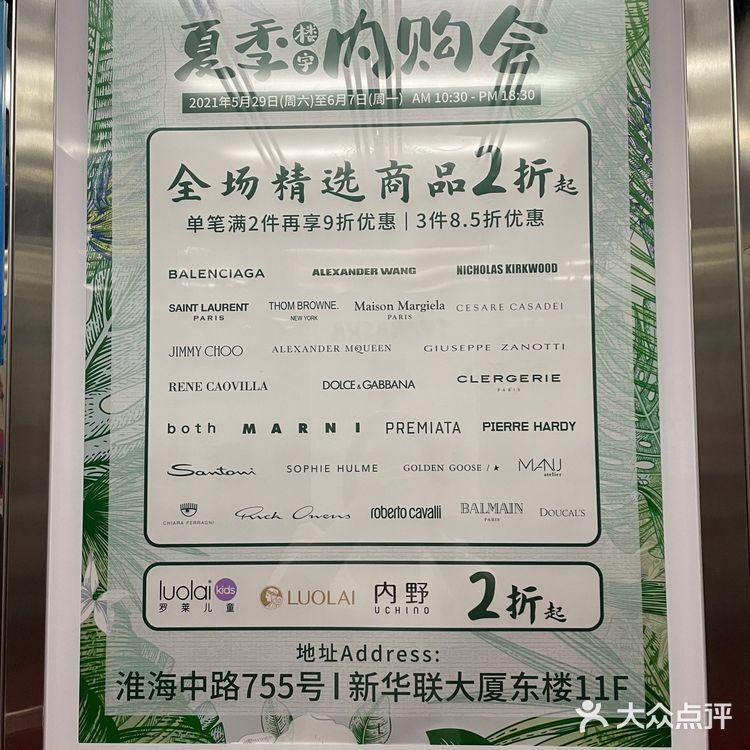 夏季楼宇内购会
2021年5月29日(周六)至6月7日(周一) AM 10:30 - PM 18:30
全场精选商品2折起
单笔满2件再享9折优惠 | 3件8.5折优惠
BALENCIAGA ALEXANDER WANG NICHOLAS KIRKWOOD
SAINT LAURENT PARIS THOM BROWNE. NEW YORK Maison Margiela PARIS CESARE CASADEI
JIMMY CHOO ALEXANDER McQUEEN GIUSEPPE ZANOTTI
RENE CAOVILLA DOLCE & GABBANA CLERGERIE PARIS
both MARNI PREMIATA PIERRE HARDY
Santoni SOPHIE HULME GOLDEN GOOSE / ★ MANU atelier
CHIARA FERRAGNI Rick Owens roberto cavalli BALMAIN PARIS DOUCAL'S
luolai kids 罗莱儿童 LUOLAI 内野 UCHINO 2折起
地址Address:
淮海中路755号 | 新华联大厦东楼11F
大众点评